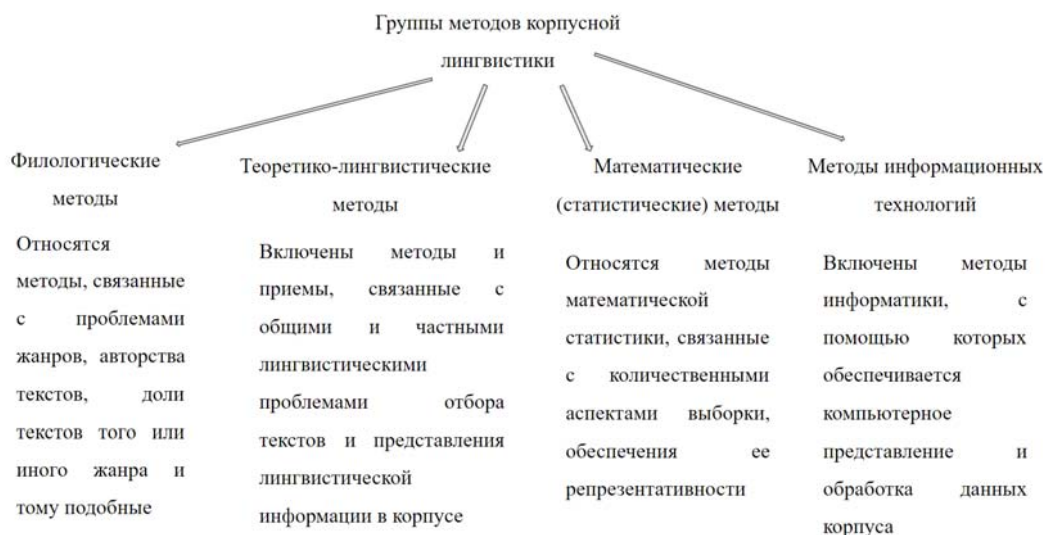 Группы методов корпусной
лингвистики
Филологические
методы
Относятся
методы, связанные
с проблемами
жанров, авторства
текстов, доли
текстов того или
иного жанра и
тому подобные
Теоретико-лингвистические
методы
Включены методы и
приемы, связанные с
общими и частными
лингвистическими
проблемами отбора
текстов и представления
лингвистической
информации в корпусе
Математические
(статистические) методы
Относятся методы
математической
статистики, связанные
с количественными
аспектами выборки,
обеспечения ее
репрезентативности
Методы информационных
технологий
Включены методы
информатики, с
помощью которых
обеспечивается
компьютерное
представление и
обработка данных
корпуса